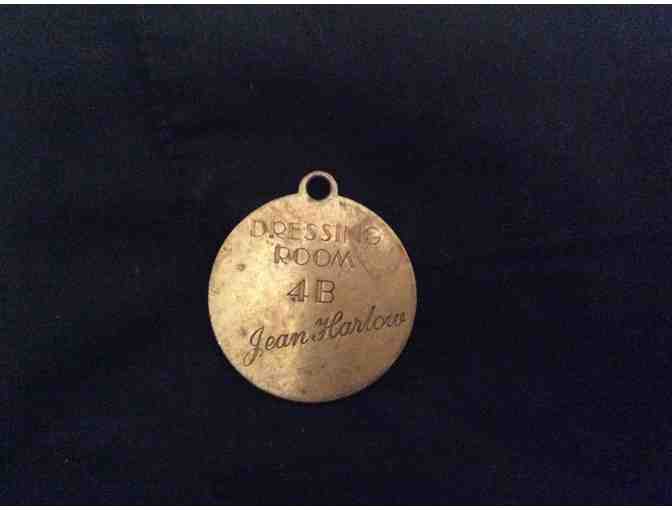 DRESSING
ROOM
4B
Jean Harlow